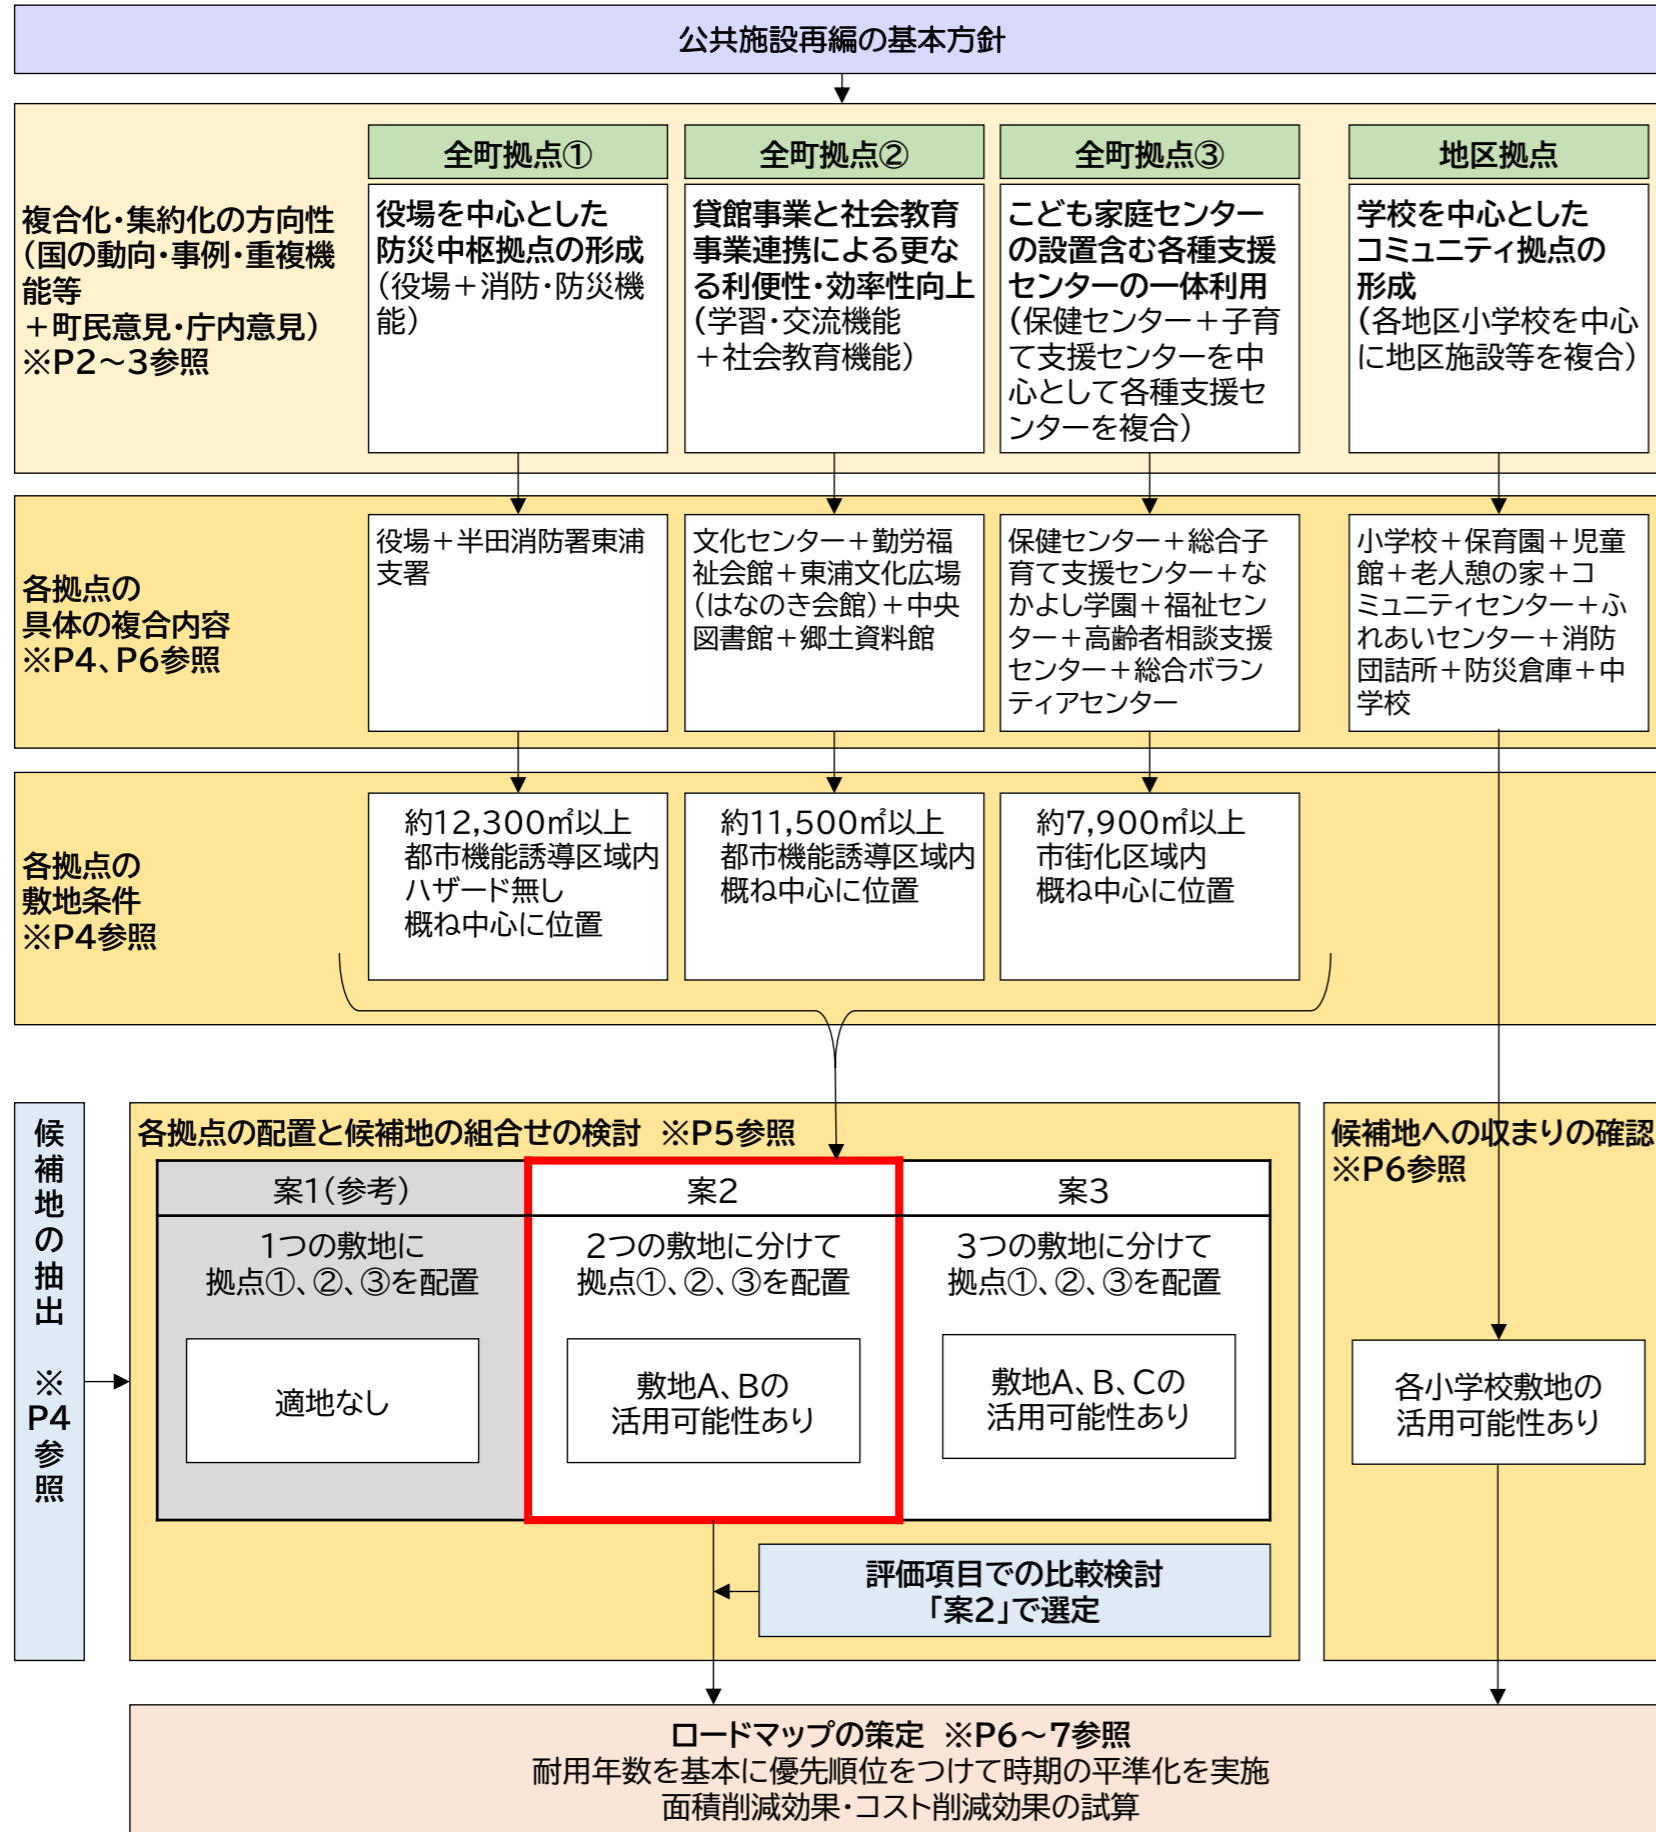 公共施設再編の基本方針
複合化・集約化の方向性
(国の動向・事例・重複機
能等
＋町民意見・庁内意見)
※P2～3参照
全町拠点①
役場を中心とした
防災中枢拠点の形成
(役場＋消防・防災機
能)
全町拠点②
貸館事業と社会教育
事業連携による更な
る利便性・効率性向上
(学習・交流機能
＋社会教育機能)
全町拠点③
こども家庭センター
の設置含む各種支援
センターの一体利用
(保健センター＋子育
て支援センターを中
心として各種支援セ
ンターを複合)
地区拠点
学校を中心とした
コミュニティ拠点の
形成
(各地区小学校を中心
に地区施設等を複合)
各拠点の
具体の複合内容
※P4、P6参照
役場＋半田消防署東浦
支署
文化センター＋勤労福
祉会館＋東浦文化広場
(はなのき会館)＋中央
図書館＋郷土資料館
保健センター＋総合子
育て支援センター＋な
かよし学園＋福祉セン
ター＋高齢者相談支援
センター＋総合ボラン
ティアセンター
小学校＋保育園＋児童
館＋老人憩の家＋コ
ミュニティセンター＋ふ
れあいセンター＋消防
団詰所＋防災倉庫＋中
学校
各拠点の
敷地条件
※P4参照
約12,300㎡以上
都市機能誘導区域内
ハザード無し
概ね中心に位置
約11,500㎡以上
都市機能誘導区域内
概ね中心に位置
約7,900㎡以上
市街化区域内
概ね中心に位置
候補地の抽出　※P4参照
各拠点の配置と候補地の組合せの検討 ※P5参照
案1(参考)
1つの敷地に
拠点①、②、③を配置
適地なし
案2
2つの敷地に分けて
拠点①、②、③を配置
敷地A、Bの
活用可能性あり
案3
3つの敷地に分けて
拠点①、②、③を配置
敷地A、B、Cの
活用可能性あり
評価項目での比較検討
「案2」で選定
候補地への収まりの確認
※P6参照
各小学校敷地の
活用可能性あり
ロードマップの策定 ※P6～7参照
耐用年数を基本に優先順位をつけて時期の平準化を実施
面積削減効果・コスト削減効果の試算